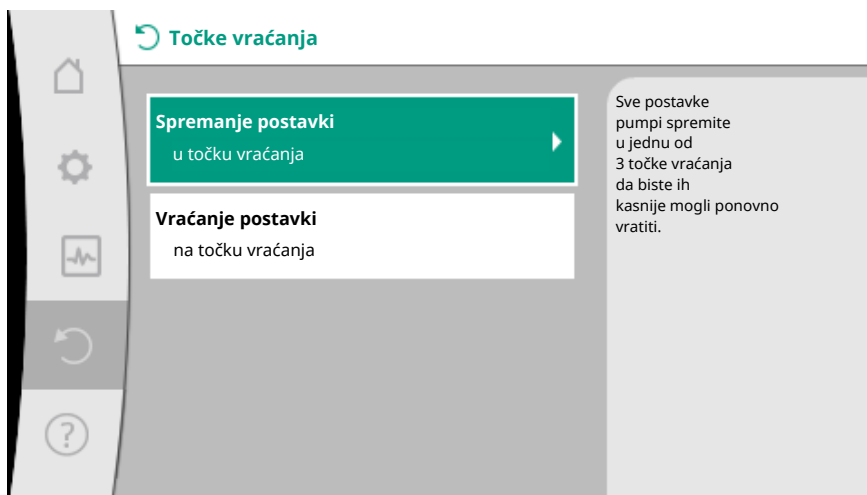 Točke vraćanja
Spremanje postavki
u točku vraćanja
Vraćanje postavki
na točku vraćanja
Sve postavke
pumpi spremite
u jednu od
3 točke vraćanja
da biste ih
kasnije mogli ponovno
vratiti.
?